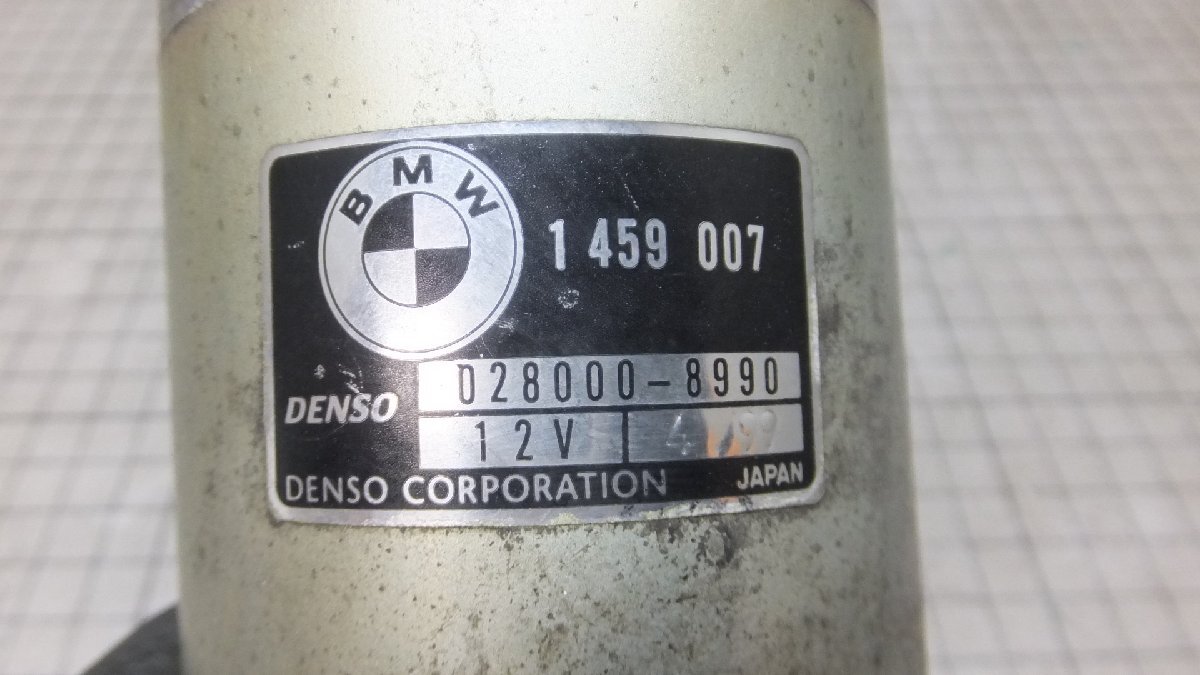 BMW
1 459 007
DENSO
028000-8990
12V
DENSO CORPORATION
JAPAN